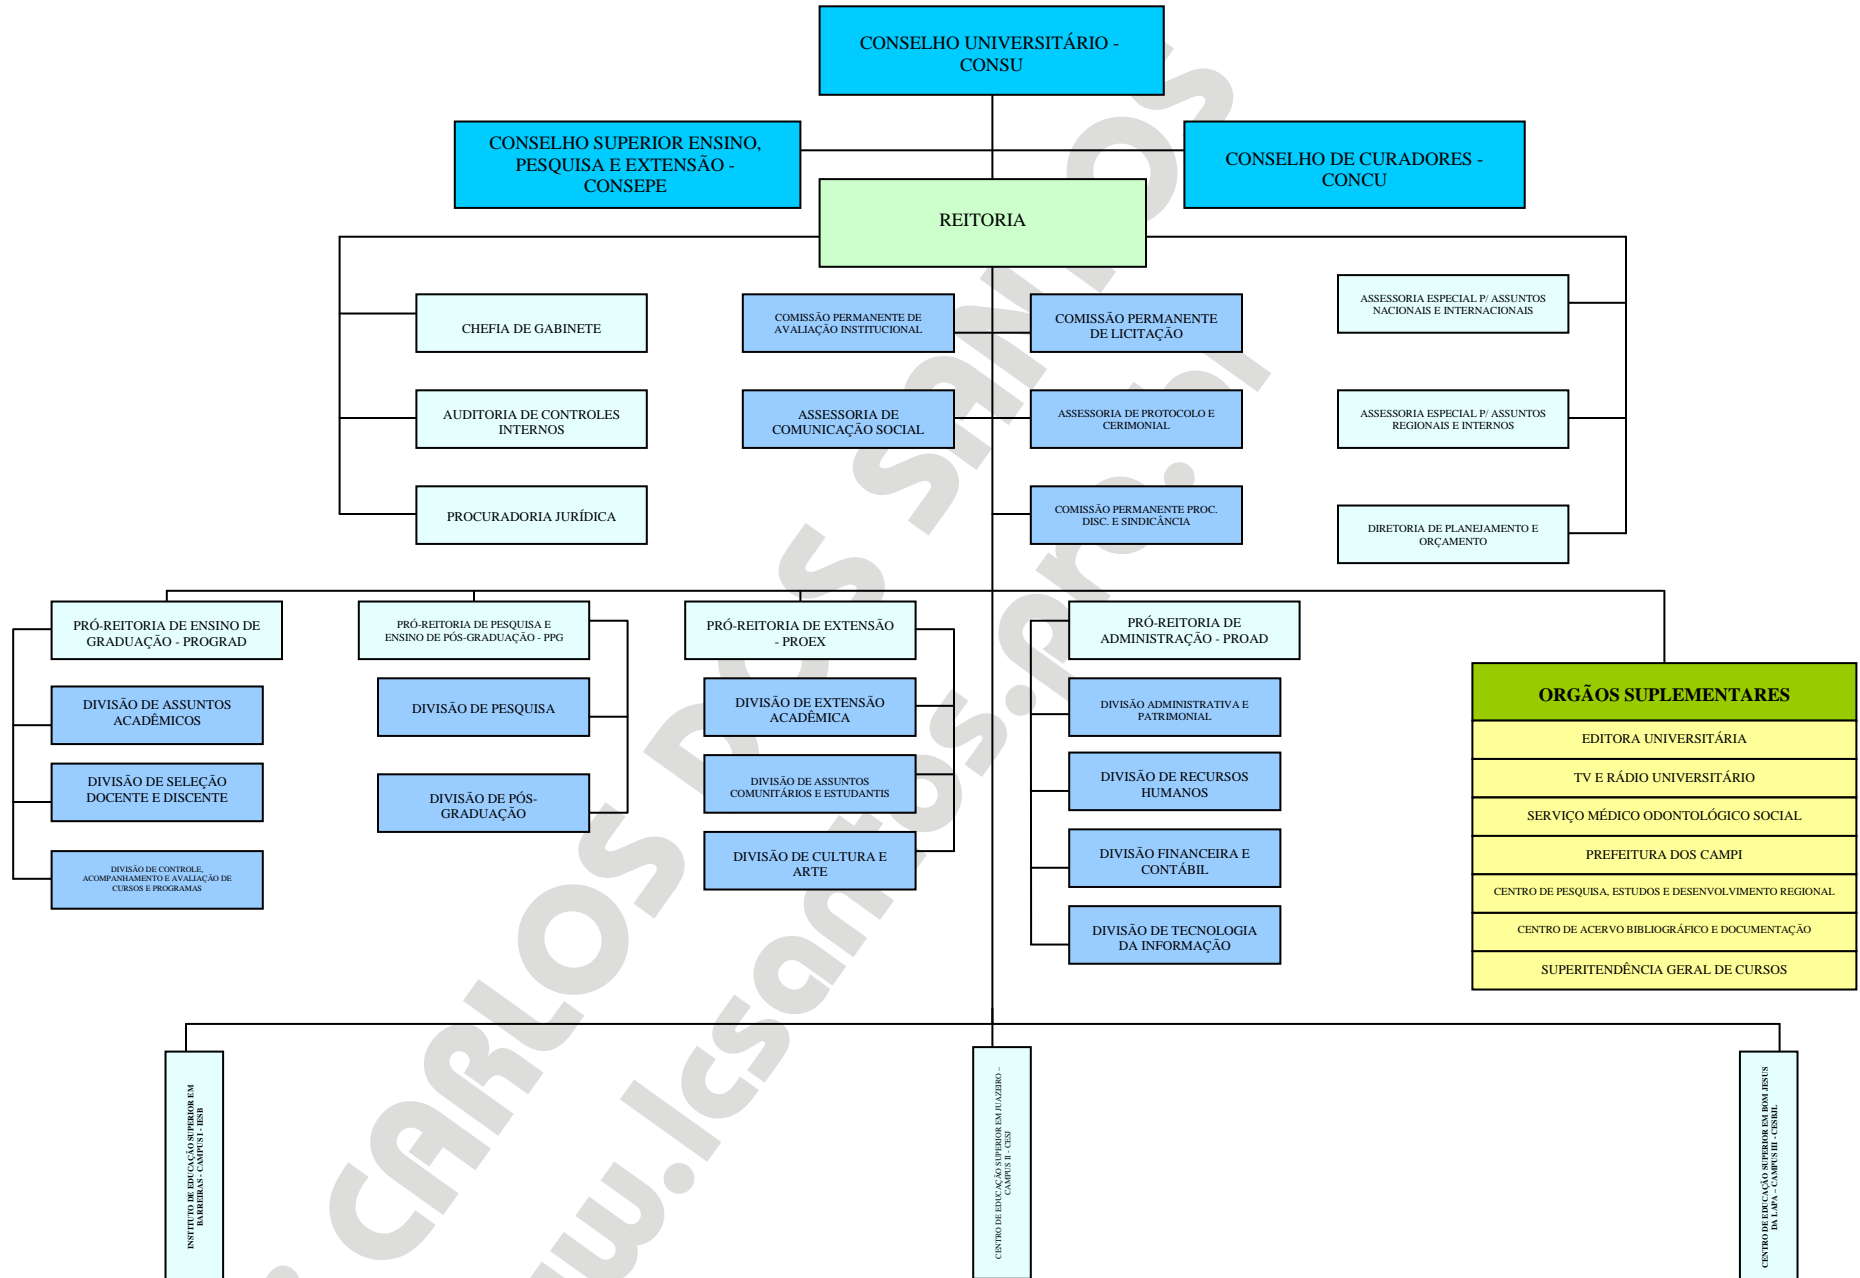 CONSELHO UNIVERSITÁRIO -
CONSU
CONSELHO SUPERIOR ENSINO,
PESQUISA E EXTENSÃO -
CONSEPE
CONSELHO DE CURADORES -
CONCU
REITORIA
CHEFIA DE GABINETE
COMISSÃO PERMANENTE DE
AVALIAÇÃO INSTITUCIONAL
COMISSÃO PERMANENTE
DE LICITAÇÃO
ASSESSORIA ESPECIAL P/ ASSUNTOS
NACIONAIS E INTERNACIONAIS
AUDITORIA DE CONTROLES
INTERNOS
ASSESSORIA DE
COMUNICAÇÃO SOCIAL
ASSESSORIA DE PROTOCOLO E
CERIMONIAL
ASSESSORIA ESPECIAL P/ ASSUNTOS
REGIONAIS E INTERNOS
PROCURADORIA JURÍDICA
COMISSÃO PERMANENTE PROC.
DISC. E SINDICÂNCIA
DIRETORIA DE PLANEJAMENTO E
ORÇAMENTO
PRÓ-REITORIA DE ENSINO DE
GRADUAÇÃO - PROGRAD
DIVISÃO DE ASSUNTOS
ACADÊMICOS
DIVISÃO DE SELEÇÃO
DOCENTE E DISCENTE
DIVISÃO DE CONTROLE,
ACOMPANHAMENTO E AVALIAÇÃO DE
CURSOS E PROGRAMAS
PRÓ-REITORIA DE PESQUISA E
ENSINO DE PÓS-GRADUAÇÃO - PPG
DIVISÃO DE PESQUISA
DIVISÃO DE PÓS-
GRADUAÇÃO
PRÓ-REITORIA DE EXTENSÃO
- PROEX
DIVISÃO DE EXTENSÃO
ACADÊMICA
DIVISÃO DE ASSUNTOS
COMUNITÁRIOS E ESTUDANTIS
DIVISÃO DE CULTURA E
ARTE
PRÓ-REITORIA DE
ADMINISTRAÇÃO - PROAD
DIVISÃO ADMINISTRATIVA E
PATRIMONIAL
DIVISÃO DE RECURSOS
HUMANOS
DIVISÃO FINANCEIRA E
CONTÁBIL
DIVISÃO DE TECNOLOGIA
DA INFORMAÇÃO
ORGÃOS SUPLEMENTARES
EDITORA UNIVERSITÁRIA
TV E RÁDIO UNIVERSITÁRIO
SERVIÇO MÉDICO ODONTOLÓGICO SOCIAL
PREFEITURA DOS CAMPI
CENTRO DE PESQUISA, ESTUDOS E DESENVOLVIMENTO REGIONAL
CENTRO DE ACERVO BIBLIOGRÁFICO E DOCUMENTAÇÃO
SUPERITENDÊNCIA GERAL DE CURSOS
INSTITUTO DE EDUCAÇÃO SUPERIOR EM
BARREIRAS - CAMPUS I - IESB
CENTRO DE EDUCAÇÃO SUPERIOR EM JUAZEIRO –
CAMPUS II - CESJ
CENTRO DE EDUCAÇÃO SUPERIOR EM BOM JESUS
DA LAPA – CAMPUS III - CESBJL
CARLOS DOS SANTOS
www.lcsantos.pro.br